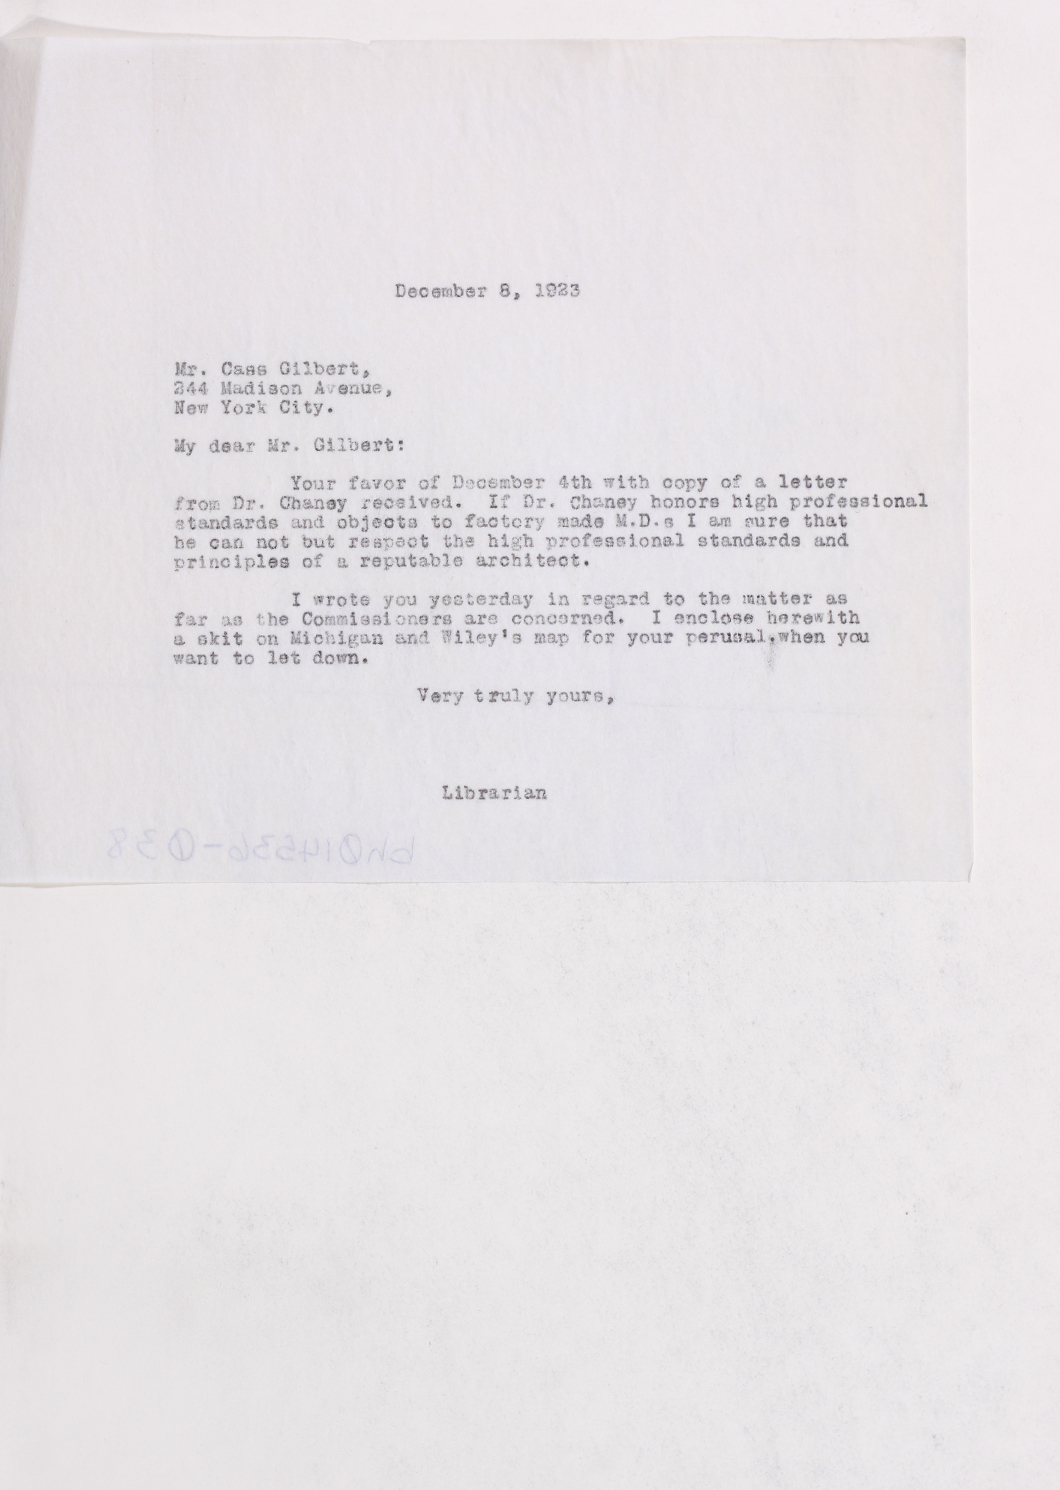 December 8, 1923
Mr. Cass Gilbert,
244 Madison Avenue,
New York City.
My dear Mr. Gilbert:
Your favor of December 4th with copy of a letter
from Dr. Chaney received. If Dr. Chaney honors high professional
standards and objects to factory made M.D.s I am sure that
he can not but respect the high professional standards and
principles of a reputable architect.
I wrote you yesterday in regard to the matter as
far as the Commissioners are concerned. I enclose herewith
a skit on Michigan and Wiley's map for your perusal, when you
want to let down.
Very truly yours,
Librarian
bh014536-038